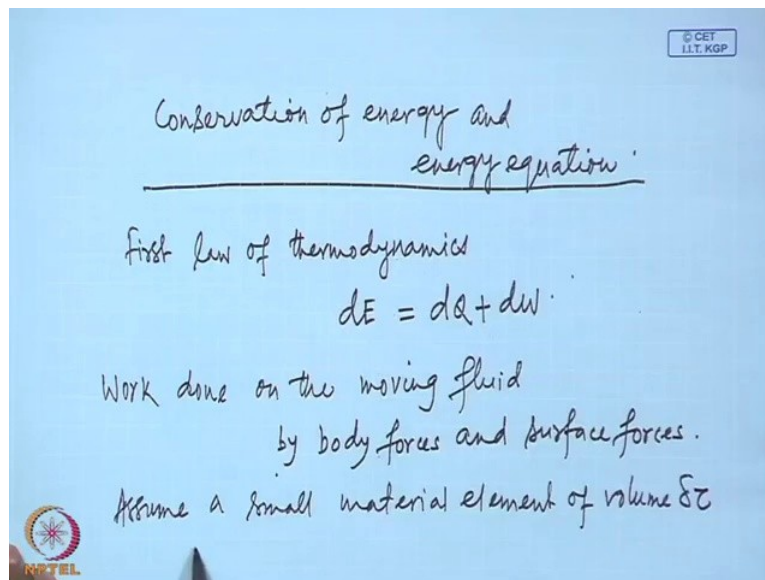 © CET
I.I.T. KGP
Conservation of energy and
energy equation.
First law of thermodynamics
dE = dQ + dW.
Work done on the moving fluid
by body forces and surface forces.
Assume a small material element of volume δτ
NPTEL